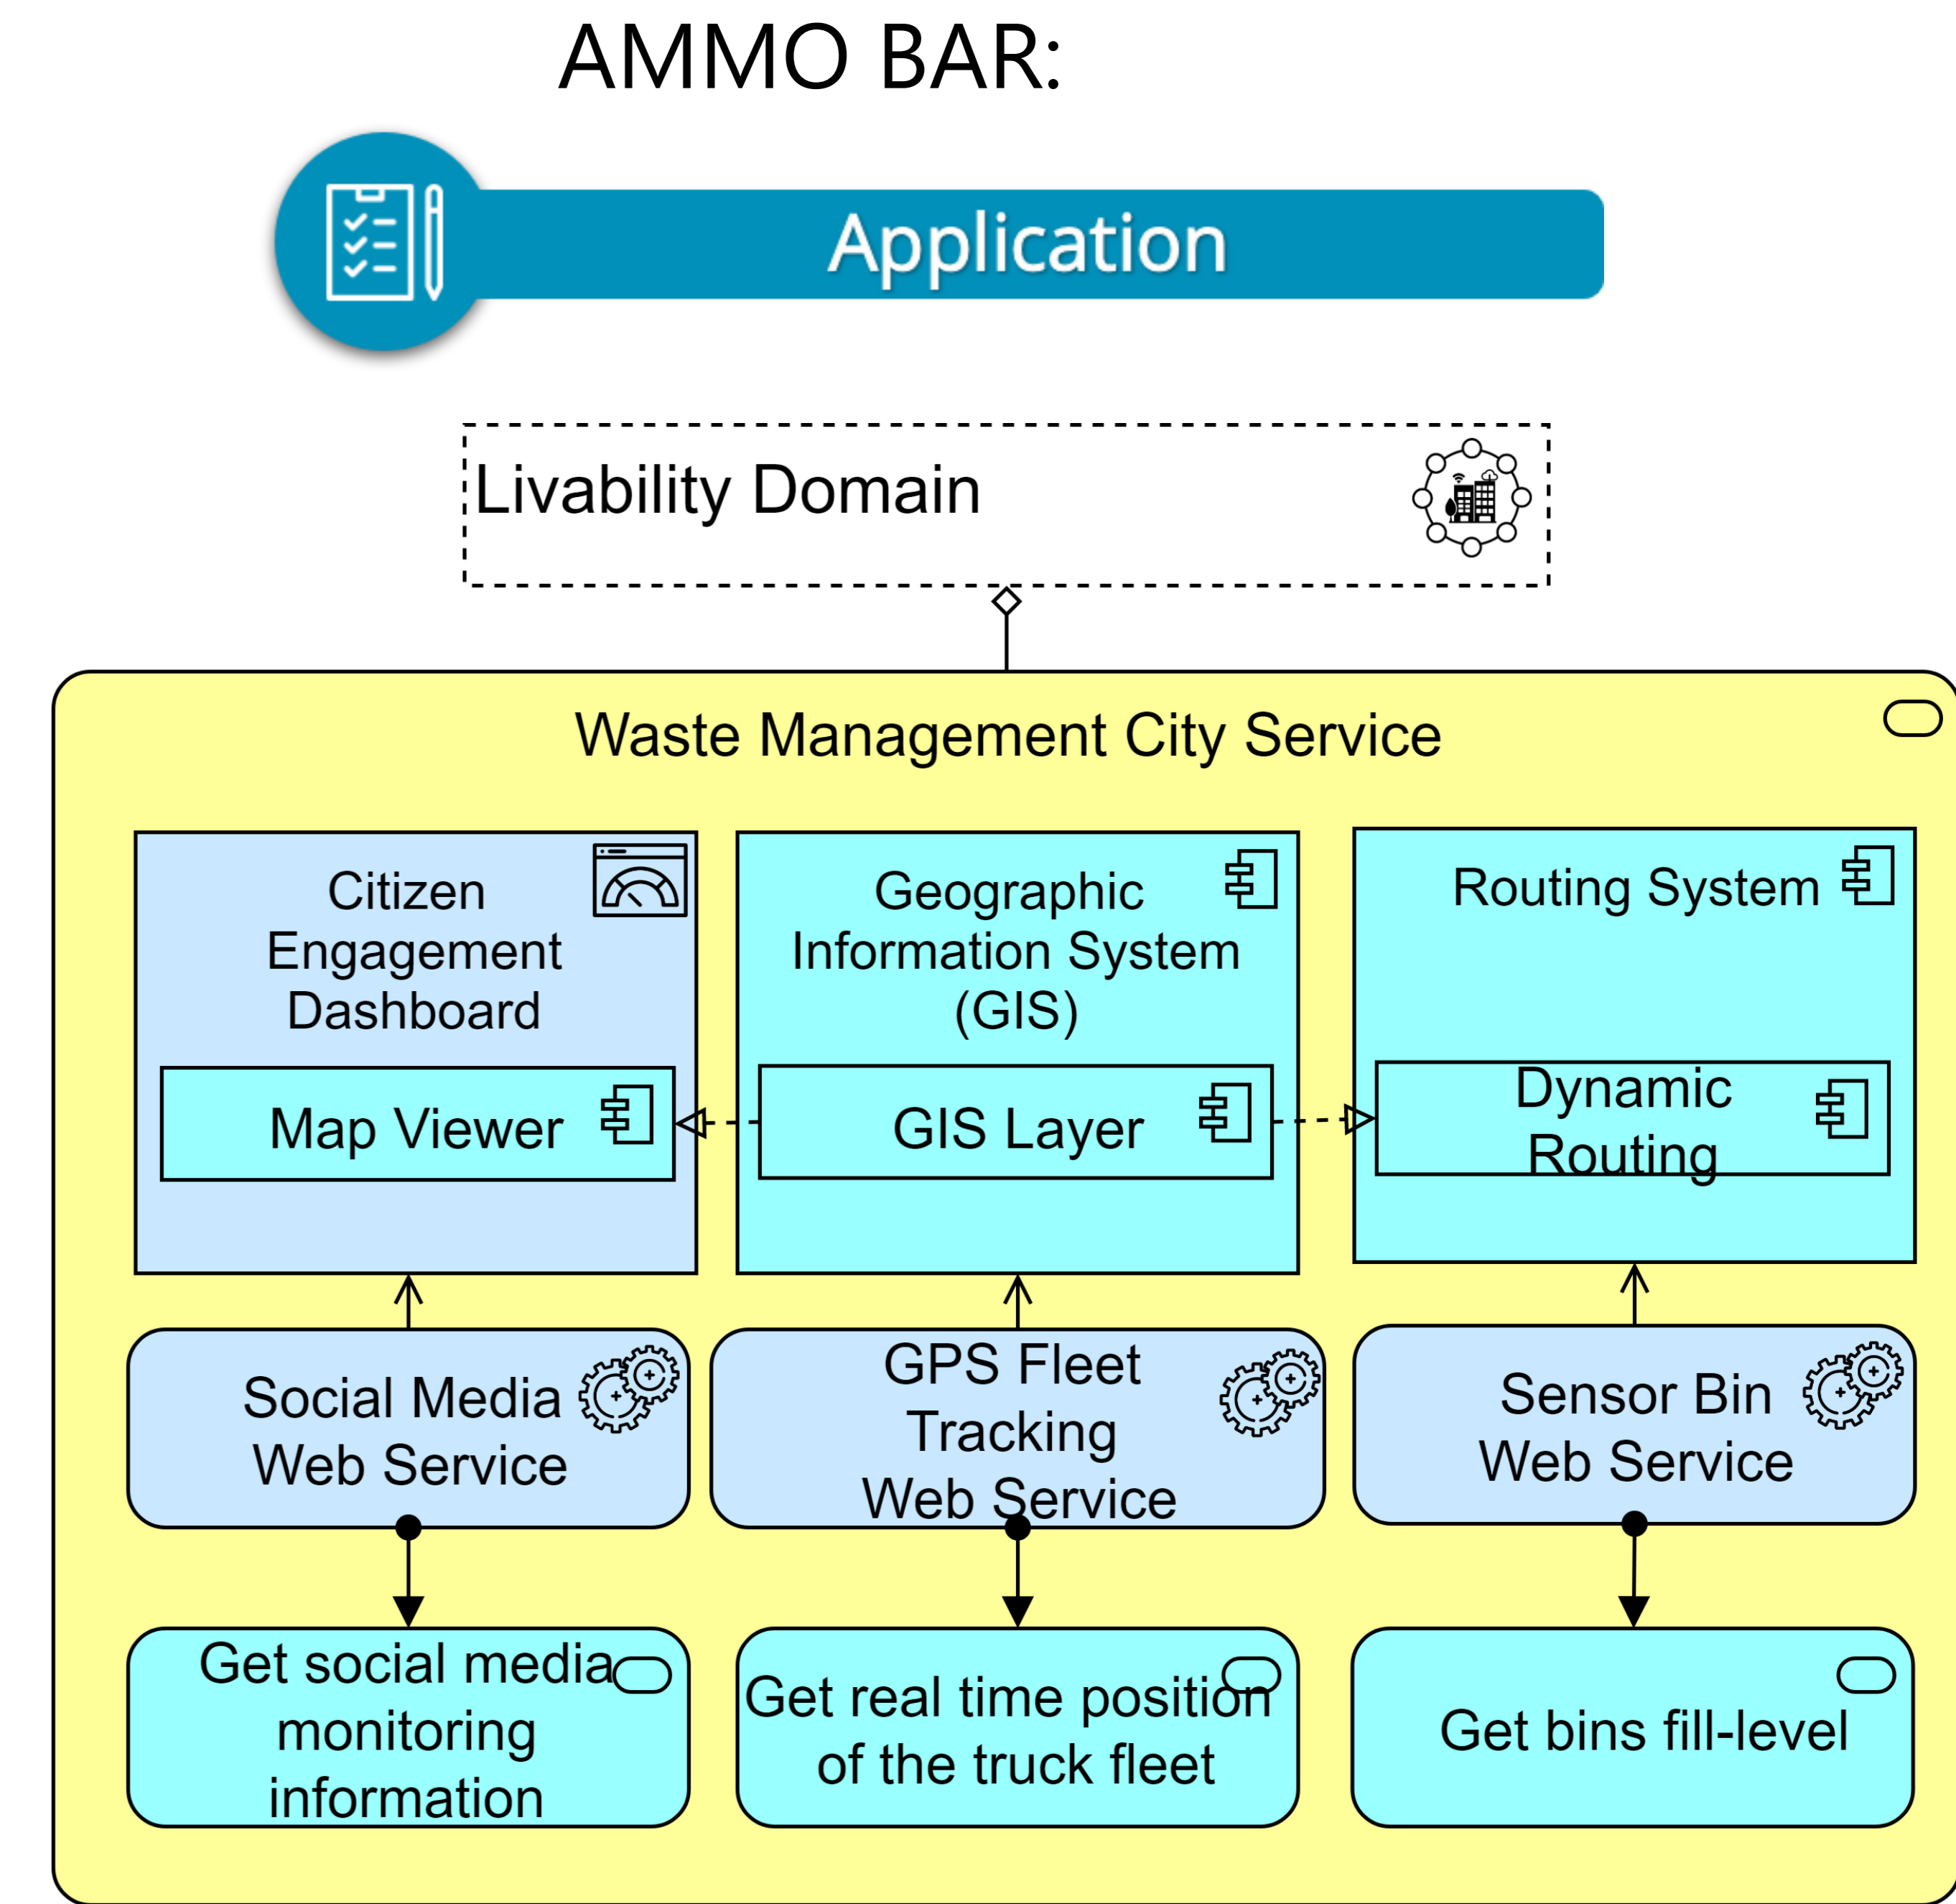 AMMO BAR:
Application
Livability Domain
Waste Management City Service
Citizen
Engagement
Dashboard
Map Viewer
Geographic
Information System
(GIS)
GIS Layer
Routing System
Dynamic
Routing
Social Media
Web Service
GPS Fleet
Tracking
Web Service
Sensor Bin
Web Service
Get social media
monitoring
information
Get real time position
of the truck fleet
Get bins fill-level